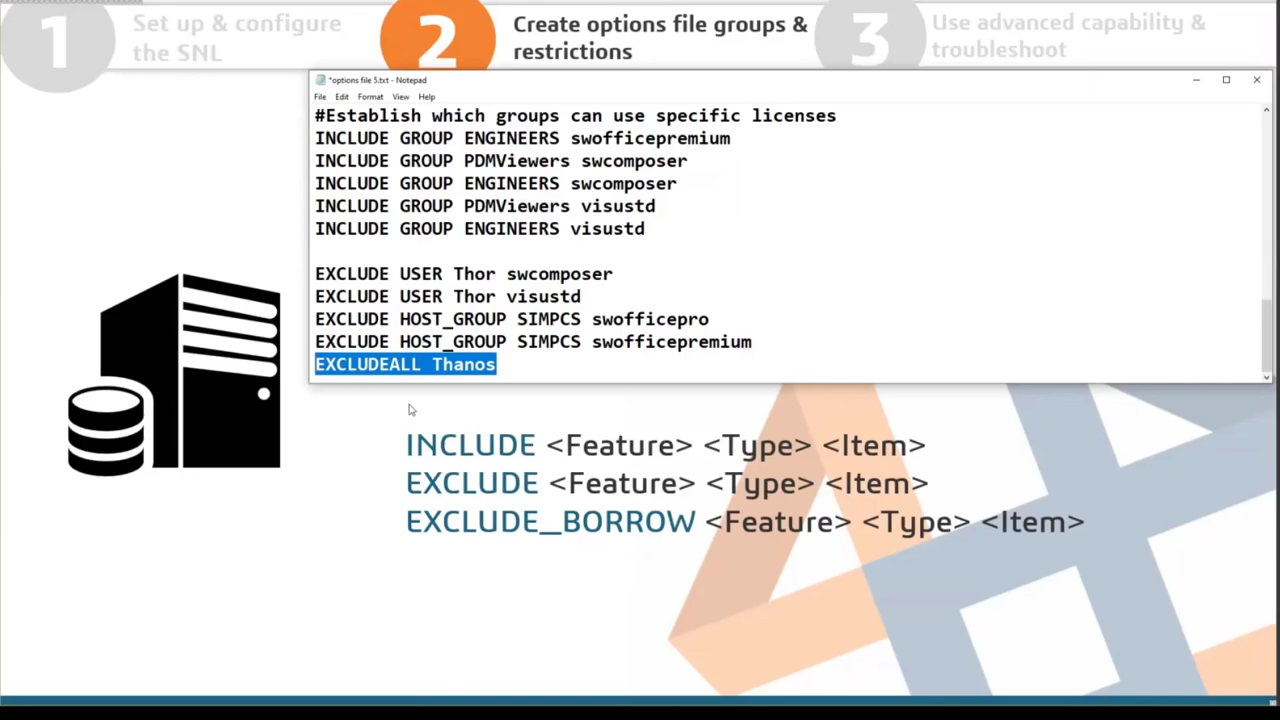 1
Set up & configure
the SNL
2
Create options file groups &
restrictions
3
Use advanced capability &
troubleshoot
*options file 5.txt - Notepad
File Edit Format View Help
#Establish which groups can use specific licenses
INCLUDE GROUP ENGINEERS swofficepremium
INCLUDE GROUP PDMViewers swcomposer
INCLUDE GROUP ENGINEERS swcomposer
INCLUDE GROUP PDMViewers visustd
INCLUDE GROUP ENGINEERS visustd
EXCLUDE USER Thor swcomposer
EXCLUDE USER Thor visustd
EXCLUDE HOST_GROUP SIMPCS swofficepro
EXCLUDE HOST_GROUP SIMPCS swofficepremium
EXCLUDEALL Thanos
INCLUDE <Feature> <Type> <Item>
EXCLUDE <Feature> <Type> <Item>
EXCLUDE_BORROW <Feature> <Type> <Item>